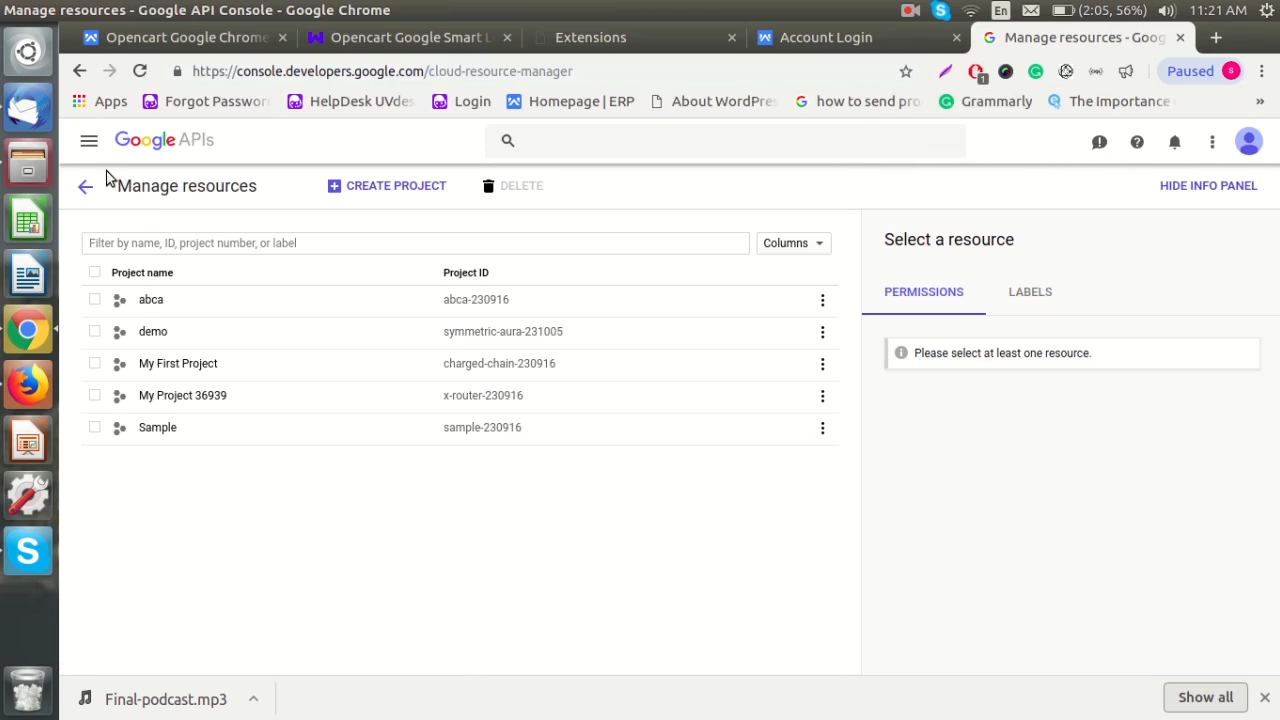 Manage resources - Google API Console - Google Chrome
En
(2:05, 56%)
11:21 AM
Opencart Google Chrome
Opencart Google Smart L
Extensions
Account Login
Manage resources - Goog
https://console.developers.google.com/cloud-resource-manager
1
Paused
S
Apps
Forgot Passwor
HelpDesk UVdes
Login
Homepage | ERP
About WordPres
how to send pro
Grammarly
The Importance
»
Google APIs
Manage resources
CREATE PROJECT
DELETE
HIDE INFO PANEL
Filter by name, ID, project number, or label
Columns
Select a resource
Project name
Project ID
PERMISSIONS
LABELS
abca
abca-230916
demo
symmetric-aura-231005
Please select at least one resource.
My First Project
charged-chain-230916
My Project 36939
x-router-230916
Sample
sample-230916
Final-podcast.mp3
Show all